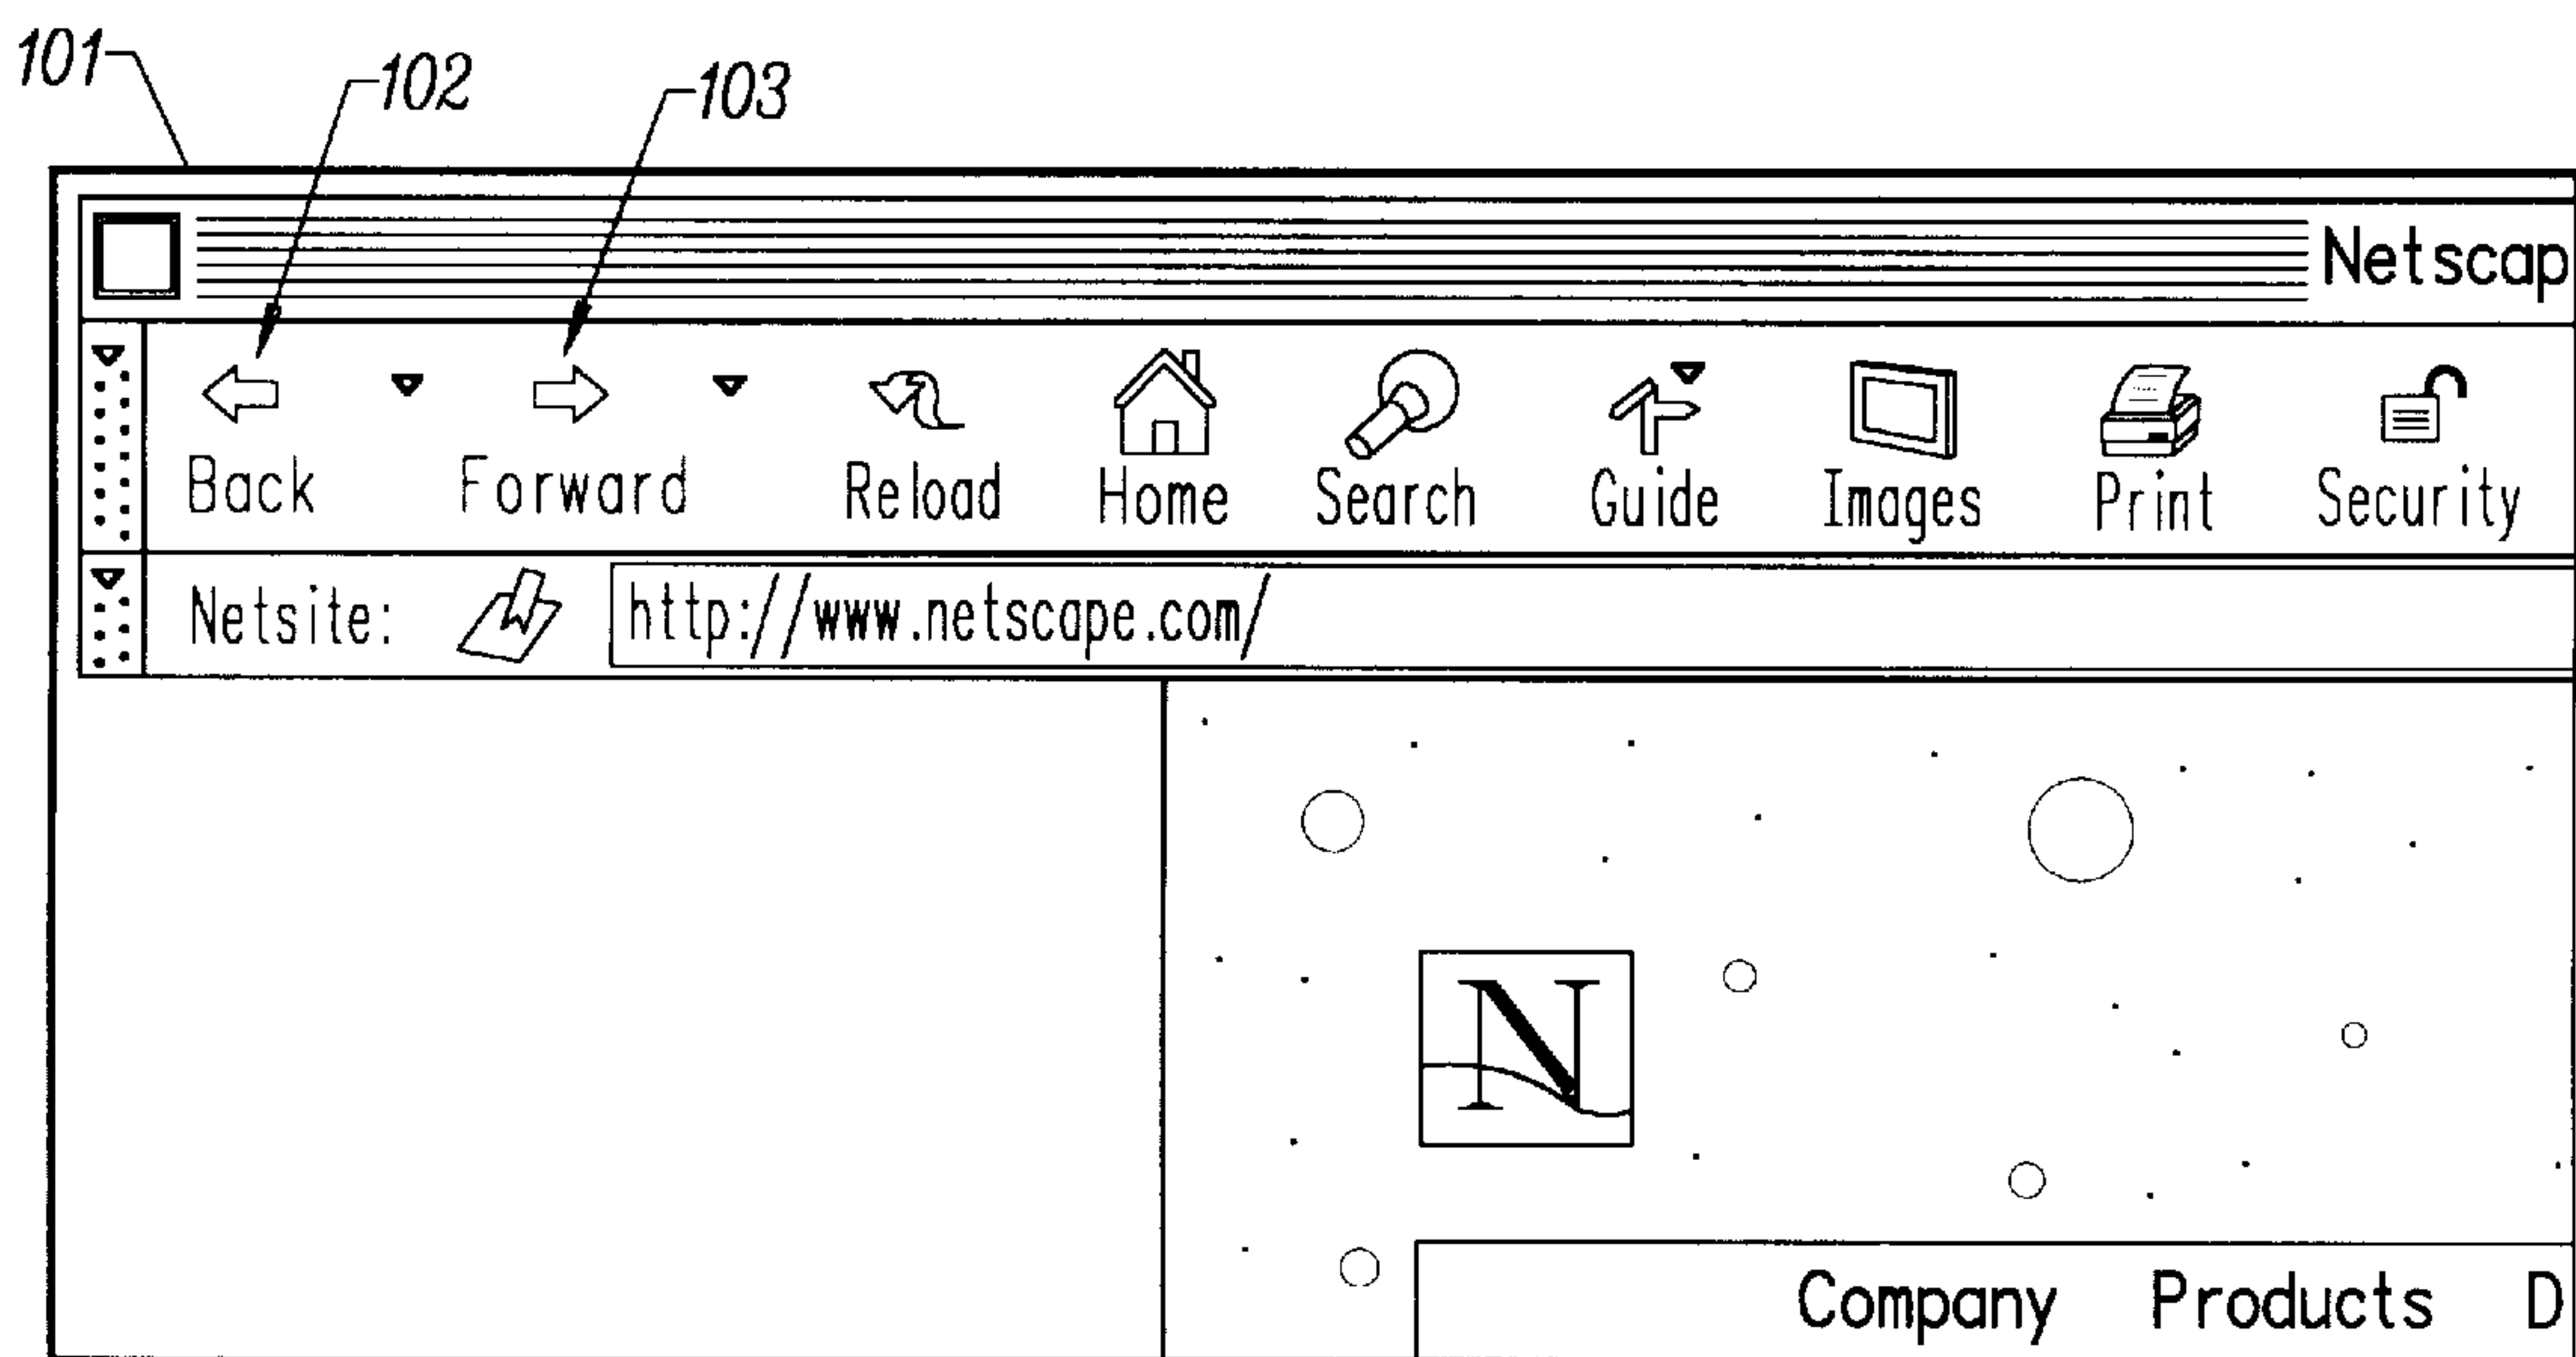 101
102
103
Netscap
Back Forward Reload Home Search Guide Images Print Security
Netsite: http://www.netscape.com/
N
Company Products D